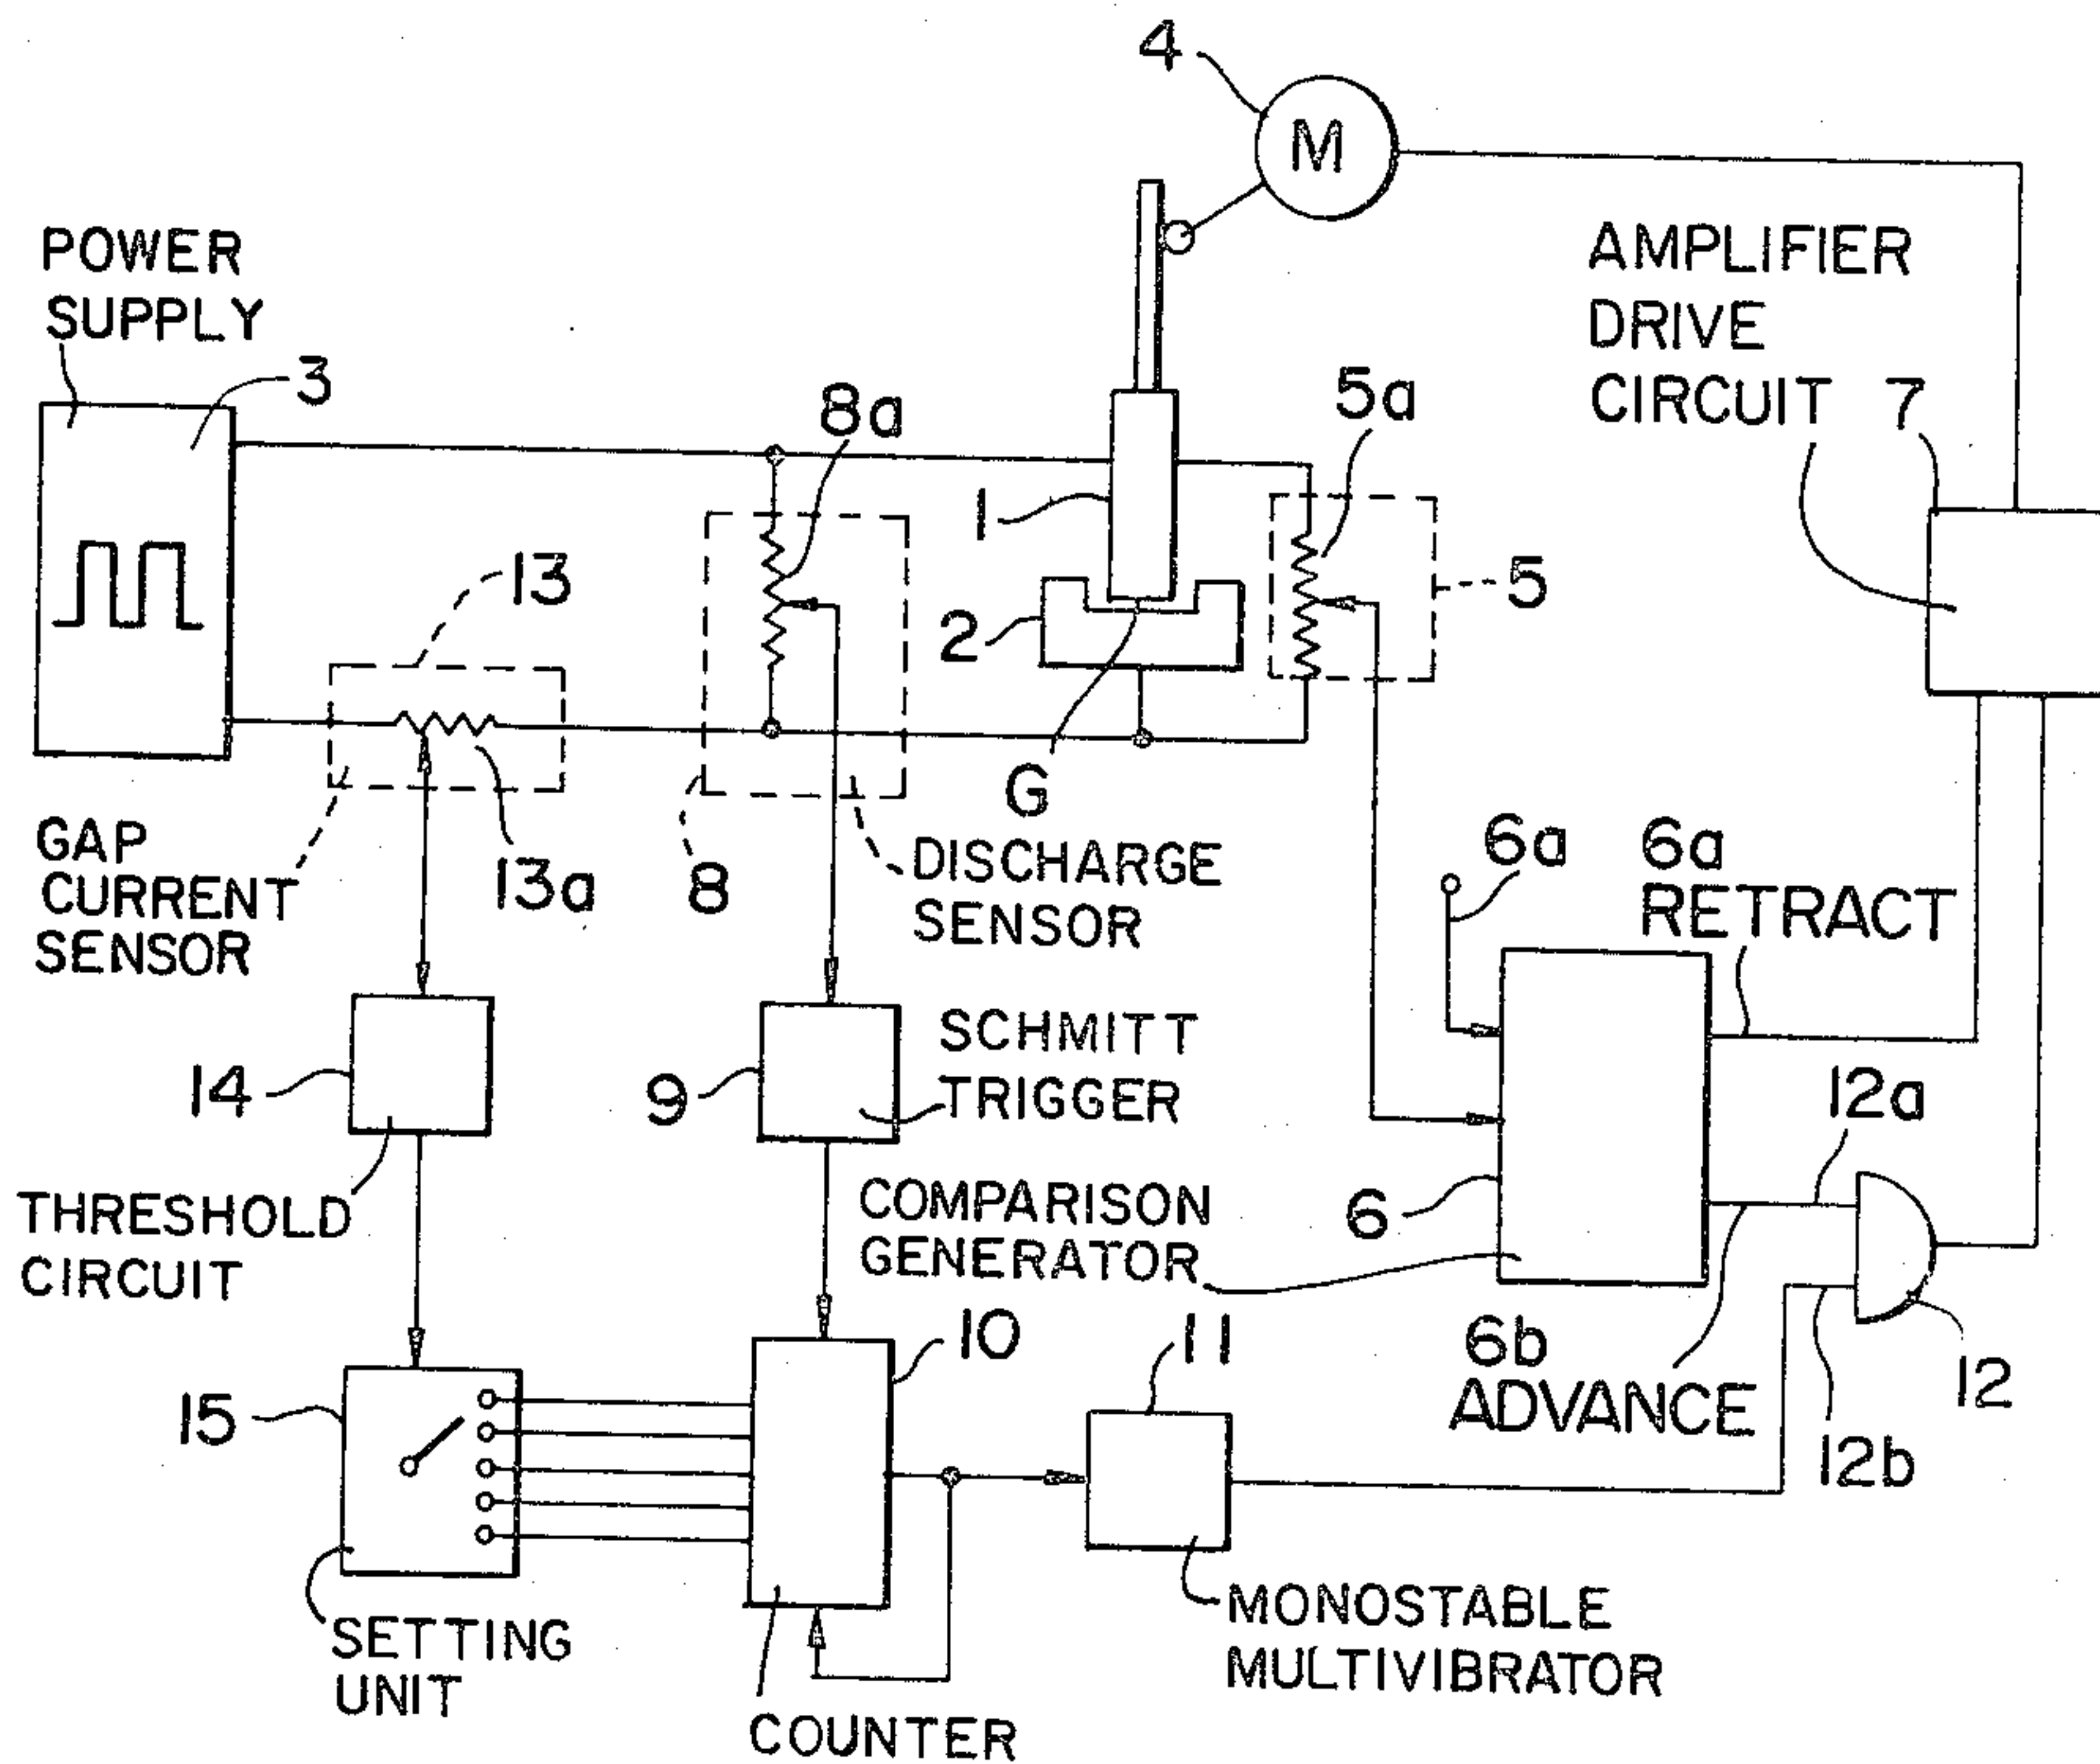 4
M
POWER
SUPPLY
3
AMPLIFIER
DRIVE
CIRCUIT 7
8a
5a
1
13
5
2
G
GAP
CURRENT
SENSOR
13a
8
DISCHARGE
SENSOR
6a
6a
RETRACT
14
9
SCHMITT
TRIGGER
12a
THRESHOLD
CIRCUIT
COMPARISON
GENERATOR
6
10
11
6b
ADVANCE
12
15
12b
SETTING
UNIT
MONOSTABLE
MULTIVIBRATOR
COUNTER